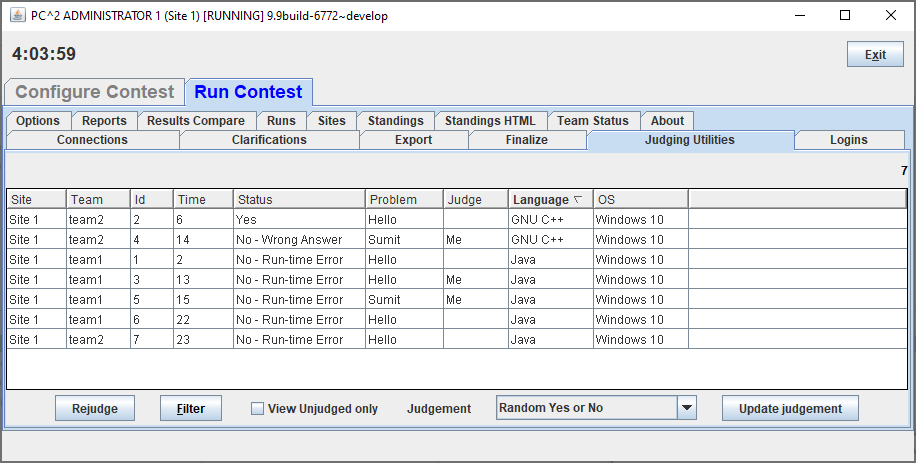 PC^2 ADMINISTRATOR 1 (Site 1) [RUNNING] 9.9build-6772~develop
4:03:59 Exit
Configure Contest Run Contest
Options Reports Results Compare Runs Sites Standings Standings HTML Team Status About
Connections Clarifications Export Finalize Judging Utilities Logins
7
Site Team Id Time Status Problem Judge Language OS
Site 1 team2 2 6 Yes Hello GNU C++ Windows 10
Site 1 team2 4 14 No - Wrong Answer Sumit Me GNU C++ Windows 10
Site 1 team1 1 2 No - Run-time Error Hello Java Windows 10
Site 1 team1 3 13 No - Run-time Error Hello Me Java Windows 10
Site 1 team1 5 15 No - Run-time Error Sumit Me Java Windows 10
Site 1 team1 6 22 No - Run-time Error Hello Java Windows 10
Site 1 team2 7 23 No - Run-time Error Hello Java Windows 10
Rejudge Filter View Unjudged only Judgement Random Yes or No Update judgement